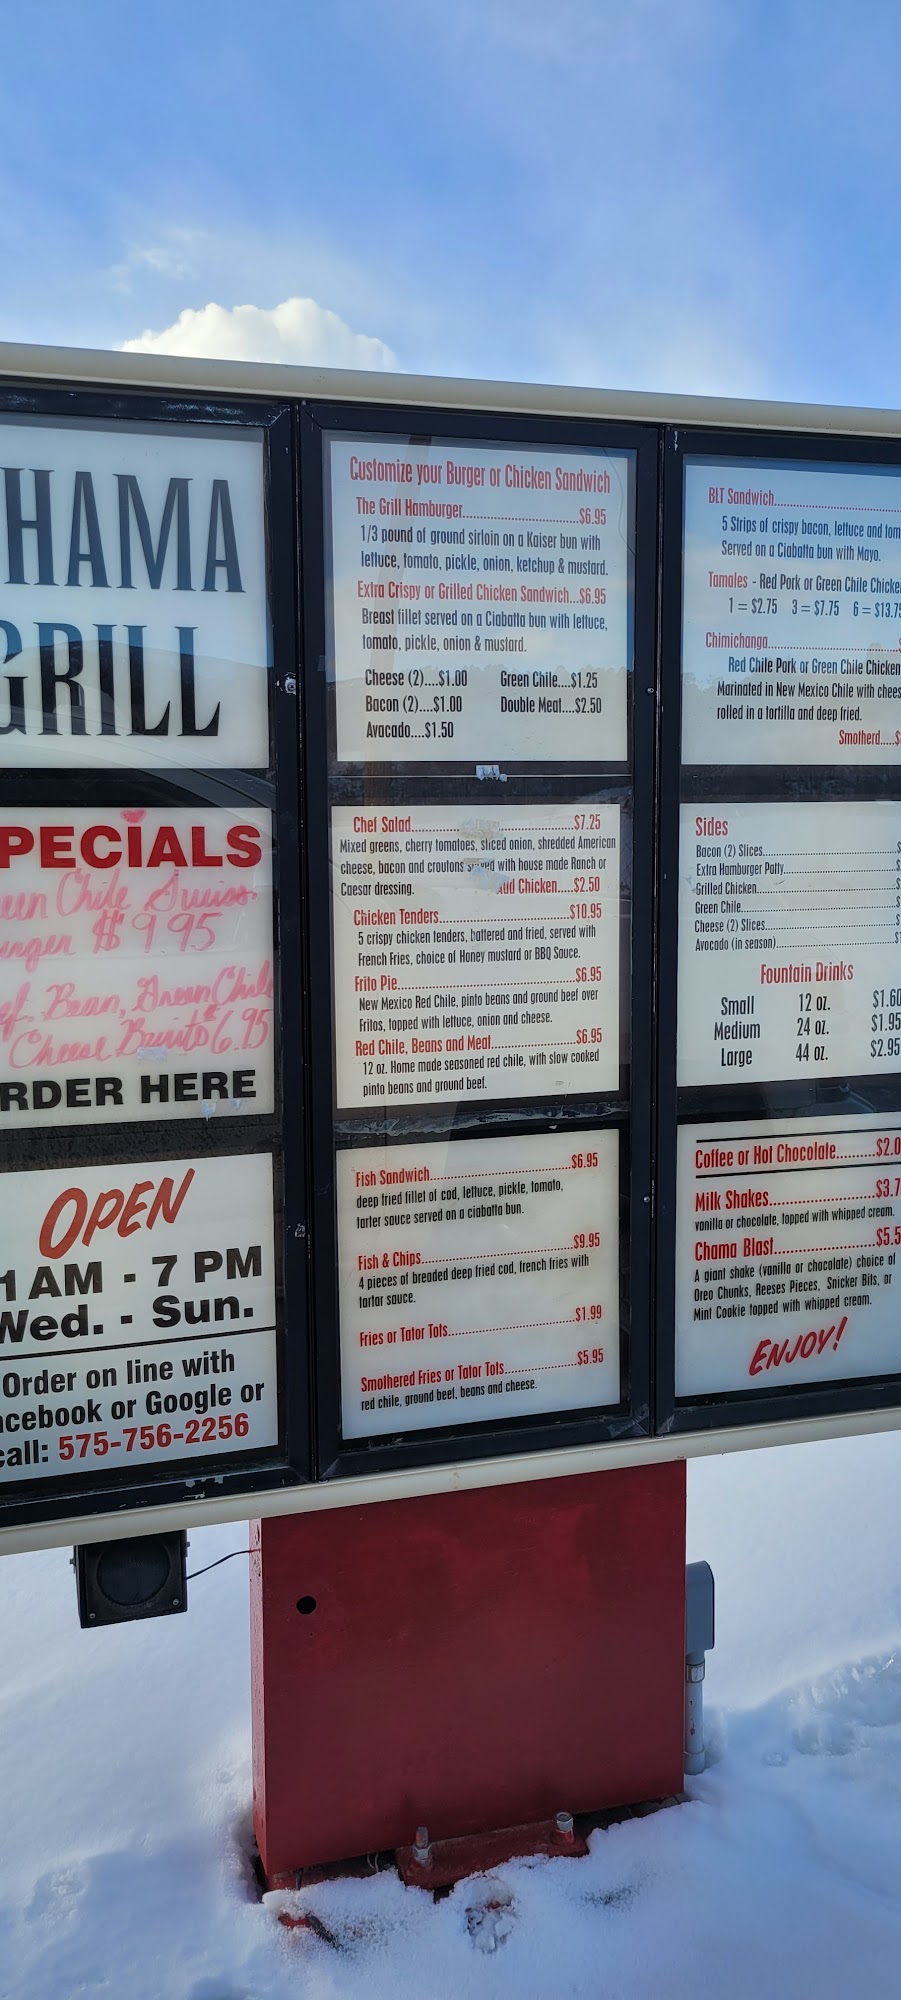 HAMA
GRILL
PECIALS
een Chile Swiss
urger $9.95
ef, Bean, Green Chile
Cheese Burrito 6.95
RDER HERE
OPEN
1 AM - 7 PM
Wed. - Sun.
Order on line with
acebook or Google or
call: 575-756-2256
Customize your Burger or Chicken Sandwich
The Grill Hamburger....................$6.95
1/3 pound of ground sirloin on a Kaiser bun with
lettuce, tomato, pickle, onion, ketchup & mustard.
Extra Crispy or Grilled Chicken Sandwich...$6.95
Breast fillet served on a Ciabatta bun with lettuce,
tomato, pickle, onion & mustard.
Cheese (2)....$1.00 Green Chile...$1.25
Bacon (2)....$1.00 Double Meat....$2.50
Avacado....$1.50
Chef Salad....................$7.25
Mixed greens, cherry tomatoes, sliced onion, shredded American
cheese, bacon and croutons served with house made Ranch or
Caesar dressing. Add Chicken.....$2.50
Chicken Tenders....................$10.95
5 crispy chicken tenders, battered and fried, served with
French Fries, choice of Honey mustard or BBQ Sauce.
Frito Pie....................$6.95
New Mexico Red Chile, pinto beans and ground beef over
Fritos, topped with lettuce, onion and cheese.
Red Chile, Beans and Meat....................$6.95
12 oz. Home made seasoned red chile, with slow cooked
pinto beans and ground beef.
Fish Sandwich....................$6.95
deep fried fillet of cod, lettuce, pickle, tomato,
tarter sauce served on a ciabatta bun.
Fish & Chips....................$9.95
4 pieces of breaded deep fried cod, french fries with
tartar sauce.
Fries or Tator Tots....................$1.99
Smothered Fries or Tator Tots....................$5.95
red chile, ground beef, beans and cheese.
BLT Sandwich....................
5 Strips of crispy bacon, lettuce and tom
Served on a Ciabatta bun with Mayo.
Tamales - Red Pork or Green Chile Chicke
1 = $2.75 3 = $7.75 6 = $13.75
Chimichanga....................$
Red Chile Pork or Green Chile Chicken
Marinated in New Mexico Chile with chees
rolled in a tortilla and deep fried.
Smotherd.....$
Sides
Bacon (2) Slices....................$
Extra Hamburger Patty....................$
Grilled Chicken....................$
Green Chile....................$
Cheese (2) Slices....................$
Avocado (in season)....................$
Fountain Drinks
Small 12 oz. $1.60
Medium 24 oz. $1.95
Large 44 oz. $2.95
Coffee or Hot Chocolate.........$2.0
Milk Shakes....................$3.7
vanilla or chocolate, topped with whipped cream.
Chama Blast....................$5.5
A giant shake (vanilla or chocolate) choice of
Oreo Chunks, Reeses Pieces, Snicker Bits, or
Mint Cookie topped with whipped cream.
ENJOY!